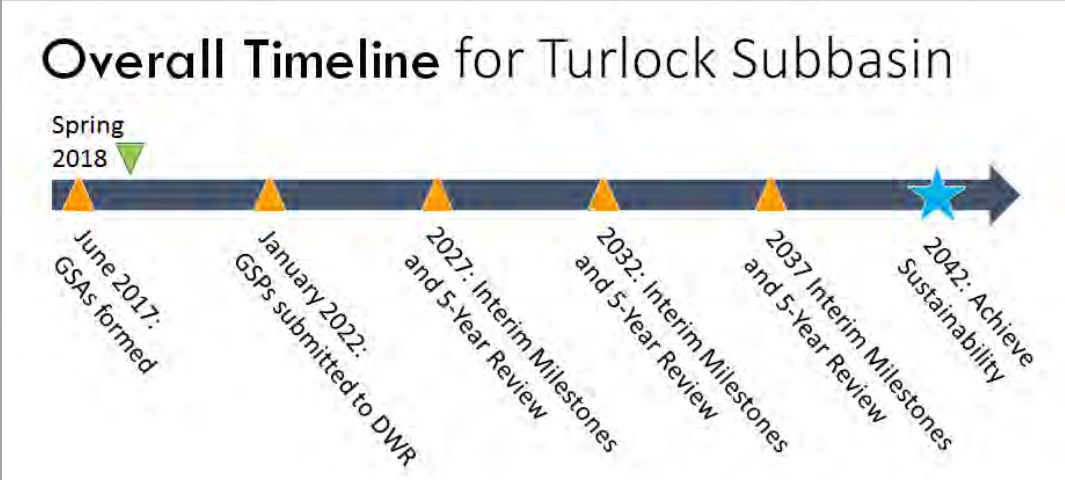 Overall Timeline for Turlock Subbasin
Spring
2018
June 2017:
GSAs formed
January 2022:
GSPs submitted to DWR
2027: Interim Milestones
and 5-Year Review
2032: Interim Milestones
and 5-Year Review
2037 Interim Milestones
and 5-Year Review
2042: Achieve
Sustainability